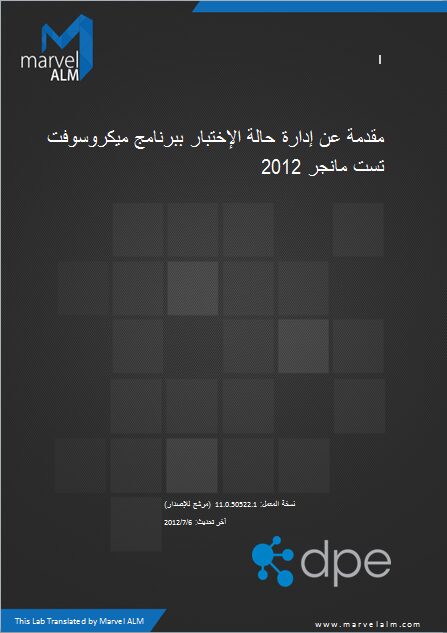 marvel
ALM
I
مقدمة عن إدارة حالة الإختبار ببرنامج ميكروسوفت
تست مانجر 2012
نسخة المعمل: 11.0.50522.1 (مرشح للإصدار)
آخر تحديث: 2012/7/6
dpe
This Lab Translated by Marvel ALM
www.marvelalm.com